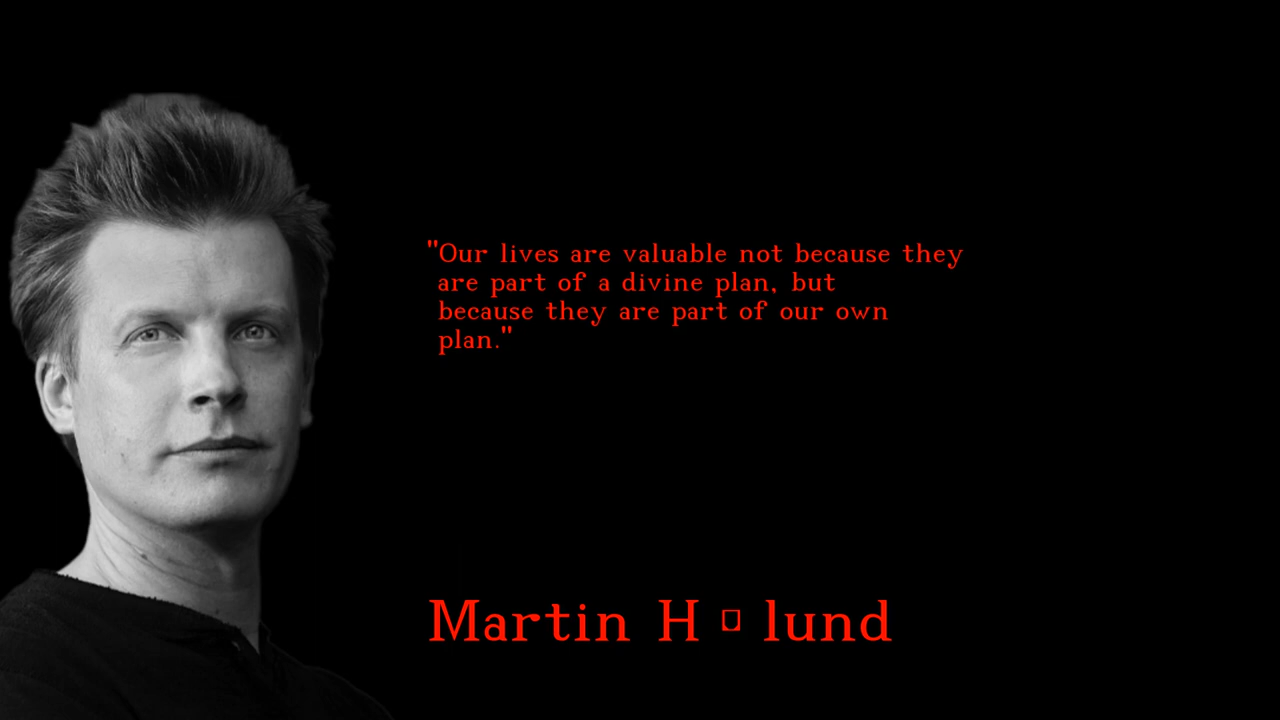 "Our lives are valuable not because they
are part of a divine plan, but
because they are part of our own
plan."
Martin H▯lund